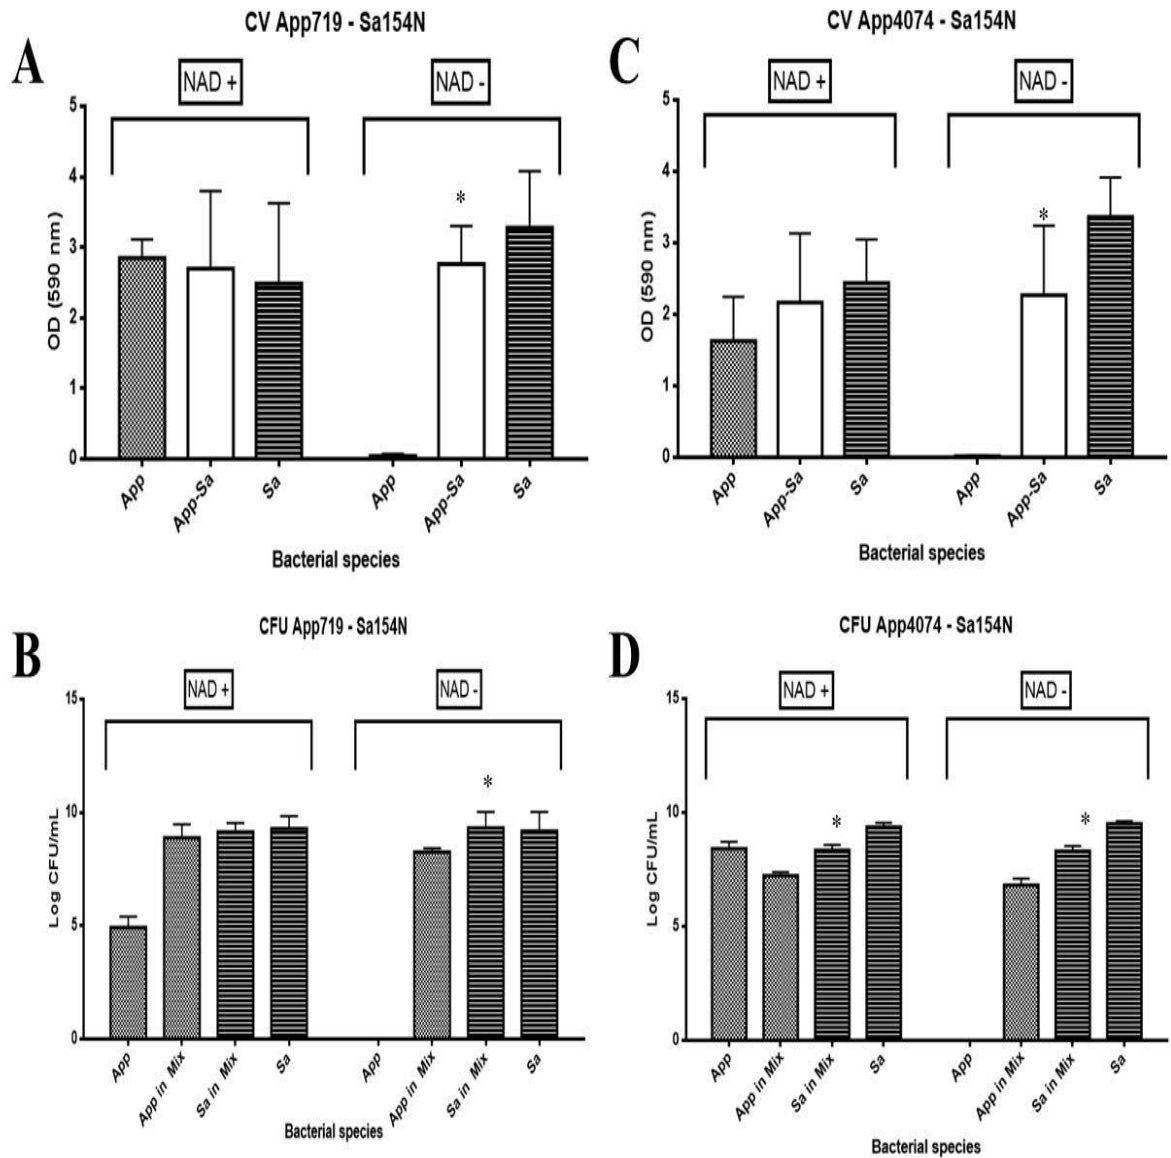 A
CV App719 - Sa154N
NAD +
NAD -
5
4
3
2
1
0
OD (590 nm)
*
App
App-Sa
Sa
App
App-Sa
Sa
Bacterial species
C
CV App4074 - Sa154N
NAD +
NAD -
5
4
3
2
1
0
OD (590 nm)
*
App
App-Sa
Sa
App
App-Sa
Sa
Bacterial species
B
CFU App719 - Sa154N
NAD +
NAD -
15
10
5
0
Log CFU/mL
*
App
App in Mix
Sa in Mix
Sa
App
App in Mix
Sa in Mix
Sa
Bacterial species
D
CFU App4074 - Sa154N
NAD +
NAD -
15
10
5
0
Log CFU/mL
*
*
App
App in Mix
Sa in Mix
Sa
App
App in Mix
Sa in Mix
Sa
Bacterial species